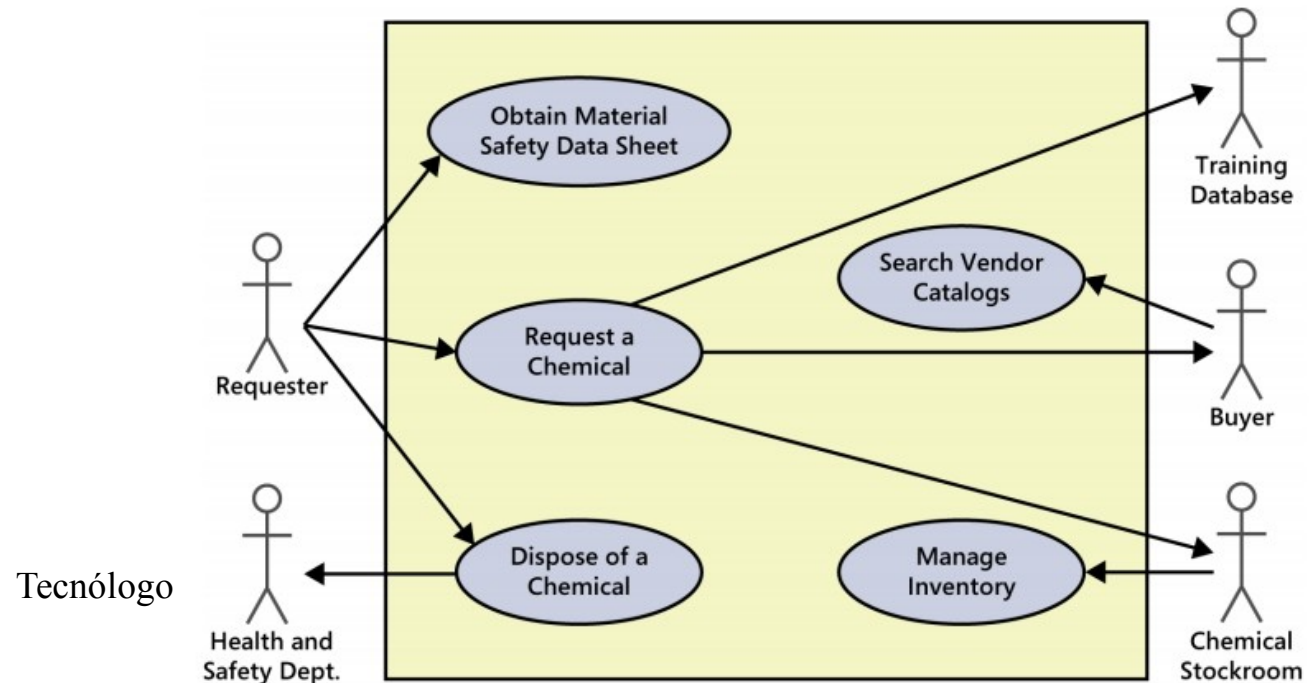 Obtain Material
Safety Data Sheet
Training
Database
Search Vendor
Catalogs
Request a
Chemical
Requester
Buyer
Tecnólogo
Dispose of a
Chemical
Manage
Inventory
Health and
Safety Dept.
Chemical
Stockroom